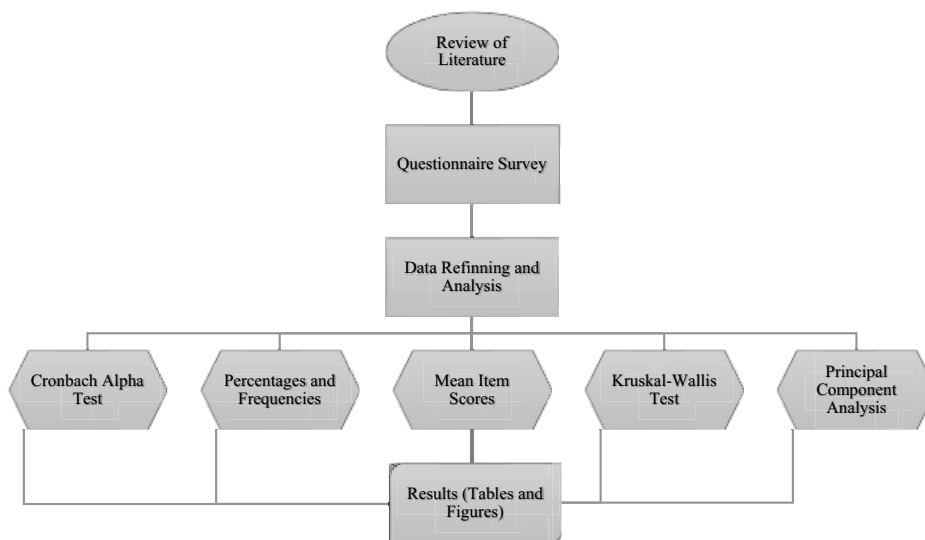 Review of
Literature
Questionnaire Survey
Data Refinning and
Analysis
Cronbach Alpha
Test
Percentages and
Frequencies
Mean Item
Scores
Kruskal-Wallis
Test
Principal
Component
Analysis
Results (Tables and
Figures)